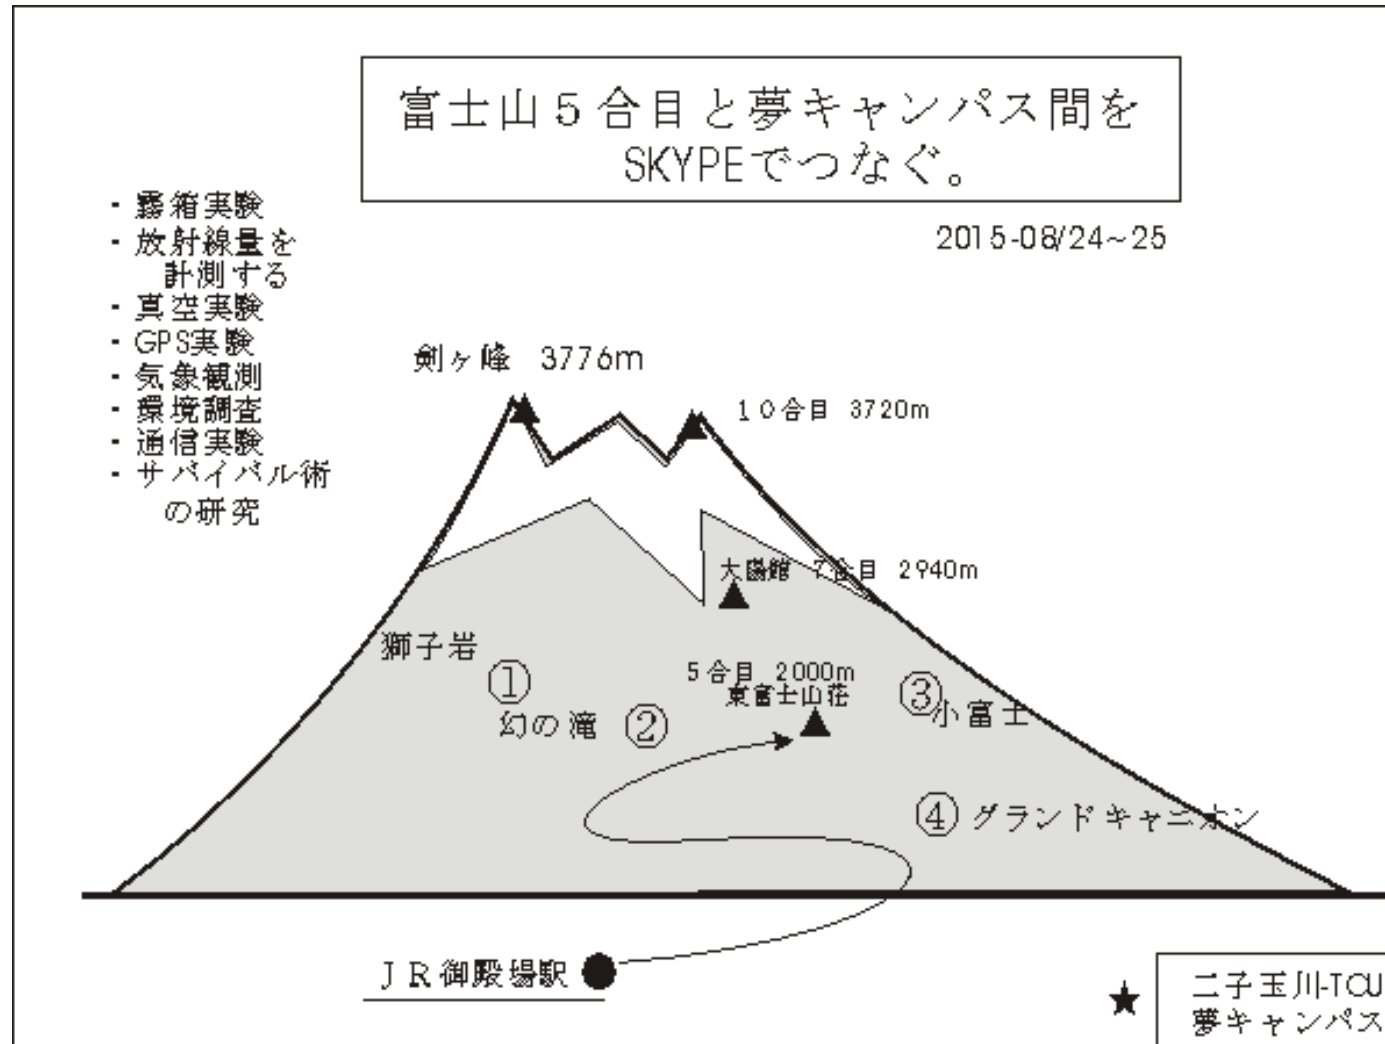 富士山５合目と夢キャンパス間を
SKYPEでつなぐ。
2015-08/24~25
・霧箱実験
・放射線量を
計測する
・真空実験
・GPS実験
・気象観測
・環境調査
・通信実験
・サバイバル術
の研究
剣ヶ峰 3776m
１０合目 3720m
大陽館 7合目 2940m
獅子岩
①
5合目 2000m
東富士山荘
③
小富士
幻の滝 ②
④ グランドキャニオン
ＪＲ御殿場駅
★
二子玉川-TCU
夢キャンパス